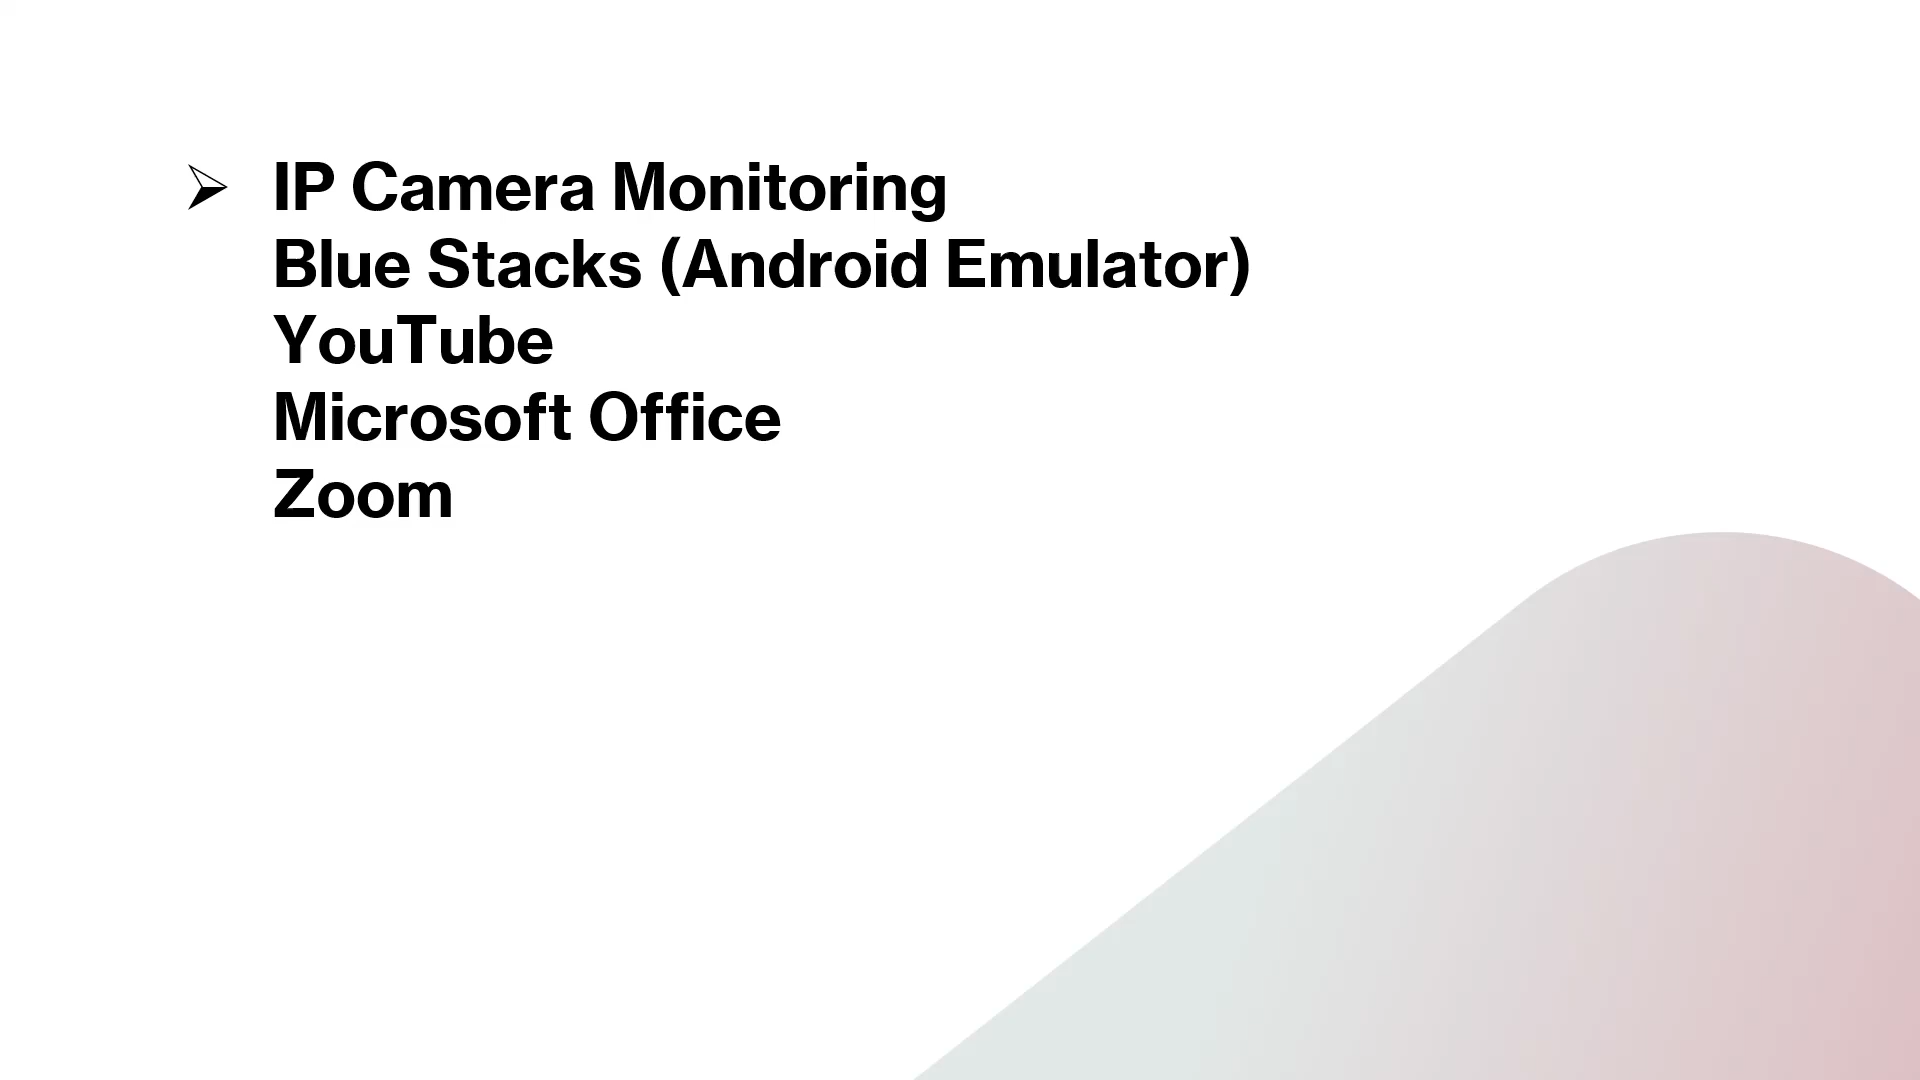 ➢ IP Camera Monitoring
Blue Stacks (Android Emulator)
YouTube
Microsoft Office
Zoom